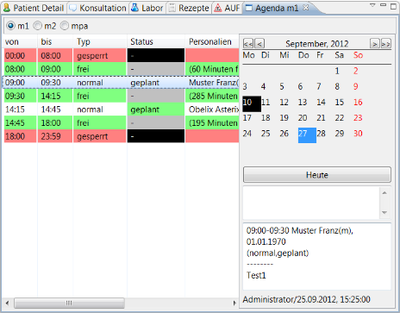 Patient Detail Konsultation Labor Rezepte AUF Agenda m1
m1 m2 mpa
von bis Typ Status Personalien
00:00 08:00 gesperrt -
08:00 09:00 frei - (60 Minuten
09:00 09:30 normal geplant Muster Franz(
09:30 14:15 frei - (285 Minuten
14:15 14:45 normal geplant Obelix Asterix
14:45 18:00 frei - (195 Minuten
18:00 23:59 gesperrt -
<< < September, 2012 > >>
Mo Di Mi Do Fr Sa So
1 2
3 4 5 6 7 8 9
10 11 12 13 14 15 16
17 18 19 20 21 22 23
24 25 26 27 28 29 30
Heute
09:00-09:30 Muster Franz(m),
01.01.1970
(normal,geplant)
--------
Test1
Administrator/25.09.2012, 15:25:00